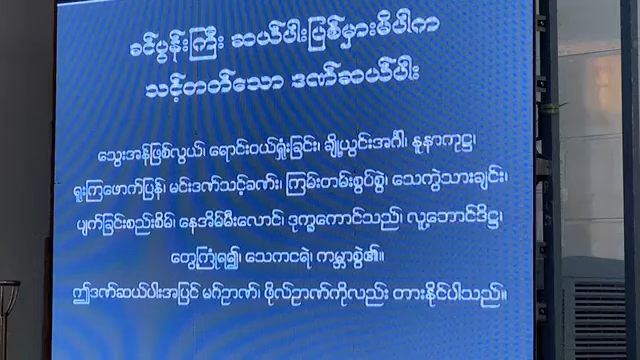 ခင်ပွန်းကြီး ဆယ်ပါးပြစ်မှားမိပါက
သင့်တတ်သော ဒဏ်ဆယ်ပါး
သွေးအန်ဖြစ်လွယ်၊ ရောင်းဝယ်ရှုံးခြင်း၊ ချို့ယွင်းအင်္ဂါ၊ နူနာကုဋ္ဌ၊
ရူးကြဖောက်ပြန်၊ မင်းဒဏ်သင့်ခဏ်း၊ ကြမ်းတမ်းစွပ်စွဲ၊ သေကွဲသားချင်း၊
ပျက်ခြင်းစည်းစိမ်၊ နေအိမ်မီးလောင်၊ ဒုက္ခကောင်သည်၊ လူ့ဘောင်ဒိဋ္ဌ၊
တွေ့ကြုံရ၍၊ သေကငရဲ၊ ကမ္ဘာစွဲ၏။
ဤဒဏ်ဆယ်ပါးအပြင် မဂ်ဉာဏ်၊ ဖိုလ်ဉာဏ်ကိုလည်း တားနိုင်ပါသည်။